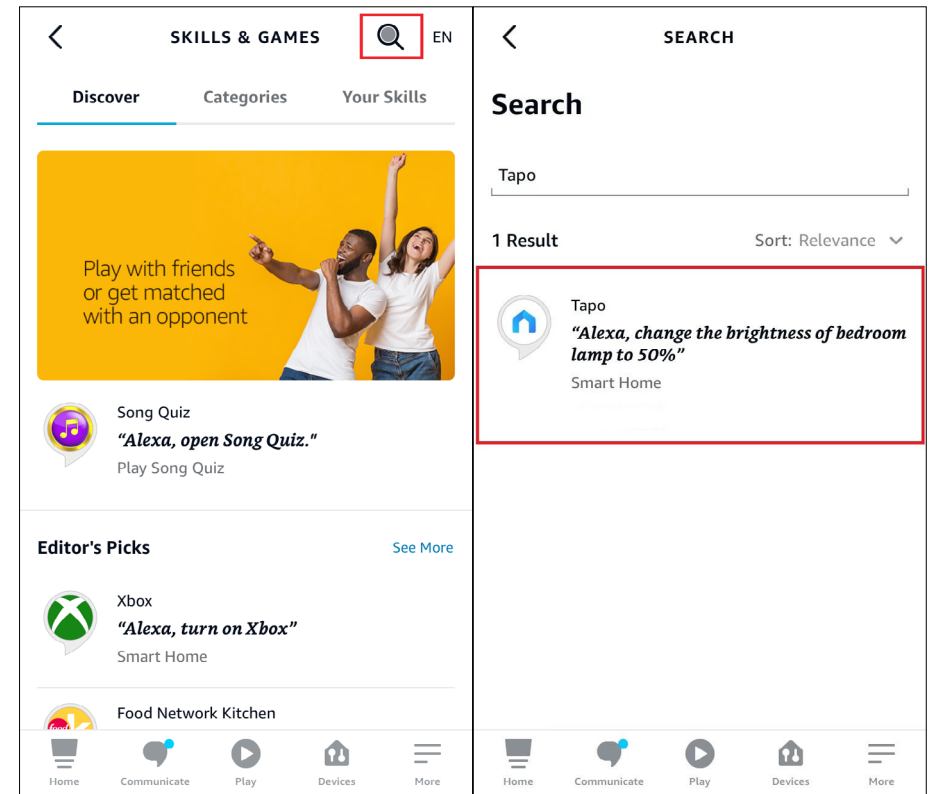 SKILLS & GAMES
EN
Discover Categories Your Skills
Play with friends
or get matched
with an opponent
Song Quiz
“Alexa, open Song Quiz."
Play Song Quiz
Editor's Picks
See More
Xbox
“Alexa, turn on Xbox”
Smart Home
food
Food Network Kitchen
Home Communicate Play Devices More
SEARCH
Search
Tapo
1 Result
Sort: Relevance
Tapo
“Alexa, change the brightness of bedroom
lamp to 50%”
Smart Home
Home Communicate Play Devices More